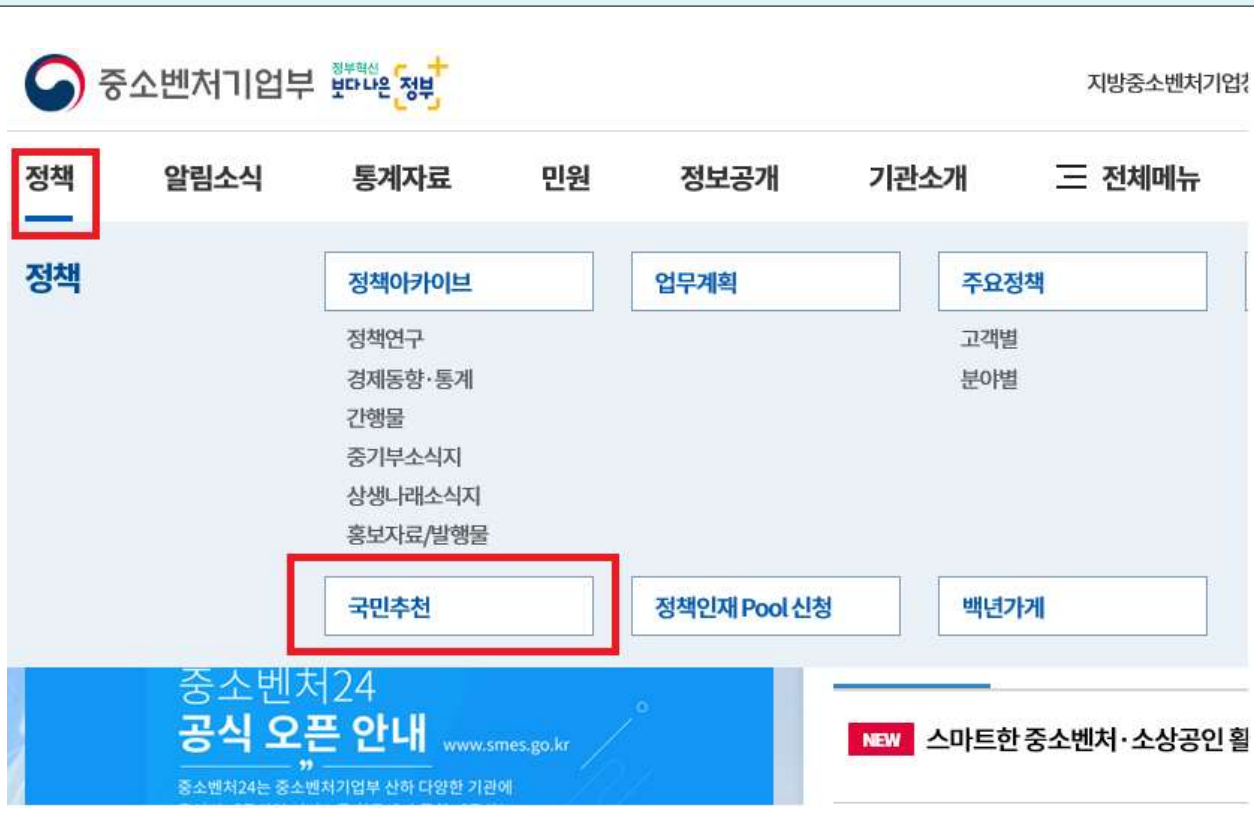 중소벤처기업부 정부혁신 보다나은 정부
지방중소벤처기업
정책 알림소식 통계자료 민원 정보공개 기관소개 전체메뉴
정책
정책아카이브 업무계획 주요정책
정책연구 고객별
경제동향·통계 분야별
간행물
중기부소식지
상생나래소식지
홍보자료/발행물
국민추천 정책인재 Pool 신청 백년가게
중소벤처24
공식 오픈 안내 www.smes.go.kr
중소벤처24는 중소벤처기업부 산하 다양한 기관에
NEW 스마트한 중소벤처·소상공인